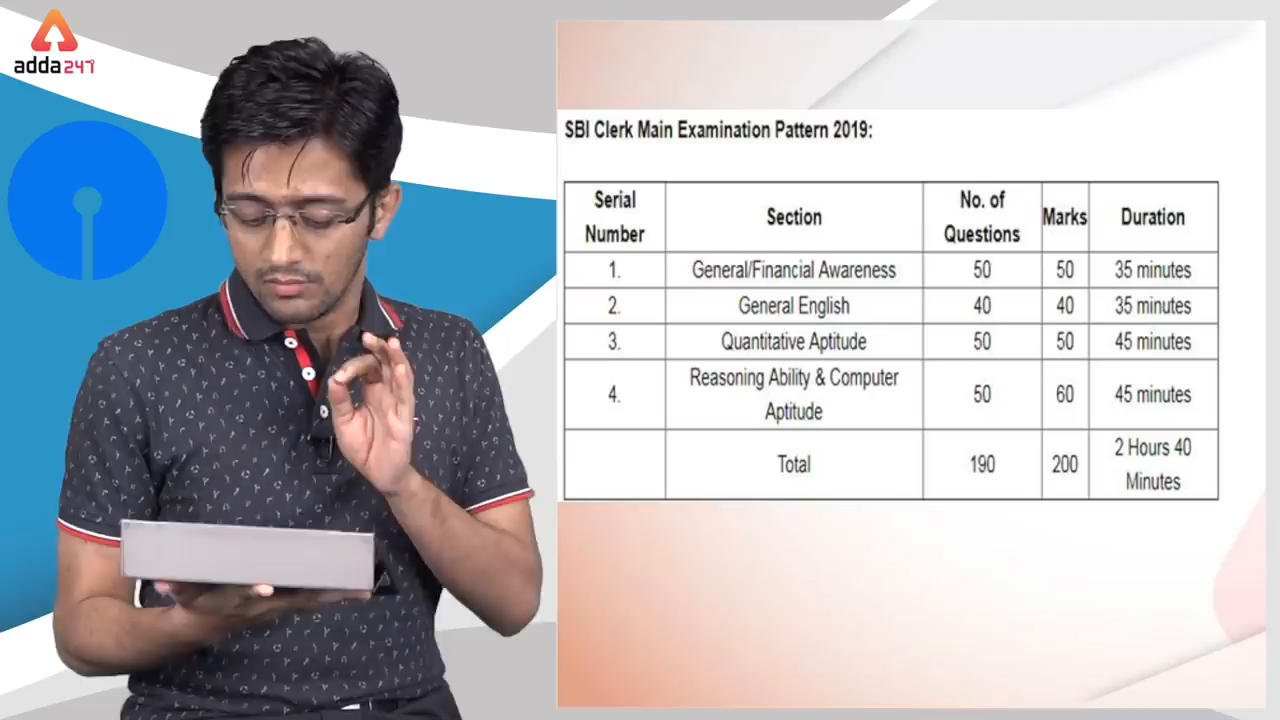 adda247
SBI Clerk Main Examination Pattern 2019:
Serial Number Section No. of Questions Marks Duration
1. General/Financial Awareness 50 50 35 minutes
2. General English 40 40 35 minutes
3. Quantitative Aptitude 50 50 45 minutes
4. Reasoning Ability & Computer Aptitude 50 60 45 minutes
Total 190 200 2 Hours 40 Minutes